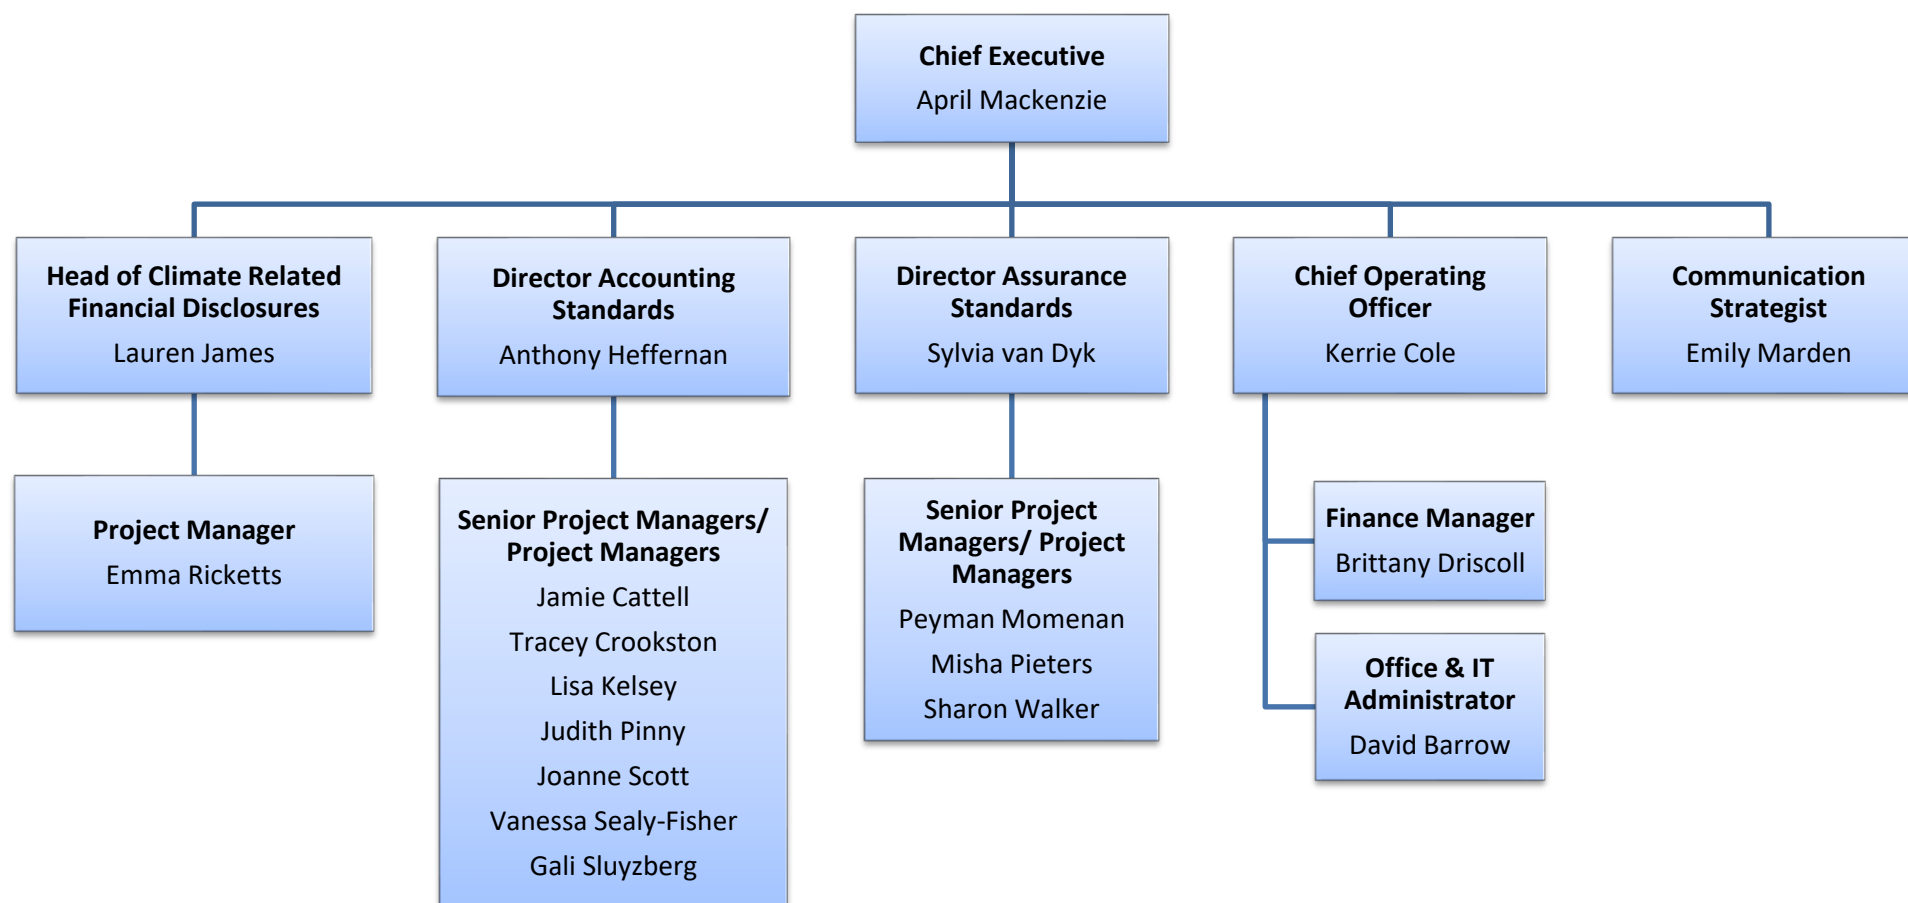 Chief Executive
April Mackenzie
Head of Climate Related
Financial Disclosures
Lauren James
Director Accounting
Standards
Anthony Heffernan
Director Assurance
Standards
Sylvia van Dyk
Chief Operating
Officer
Kerrie Cole
Communication
Strategist
Emily Marden
Project Manager
Emma Ricketts
Senior Project Managers/
Project Managers
Jamie Cattell
Tracey Crookston
Lisa Kelsey
Judith Pinny
Joanne Scott
Vanessa Sealy-Fisher
Gali Sluyzberg
Senior Project
Managers/ Project
Managers
Peyman Momenan
Misha Pieters
Sharon Walker
Finance Manager
Brittany Driscoll
Office & IT
Administrator
David Barrow